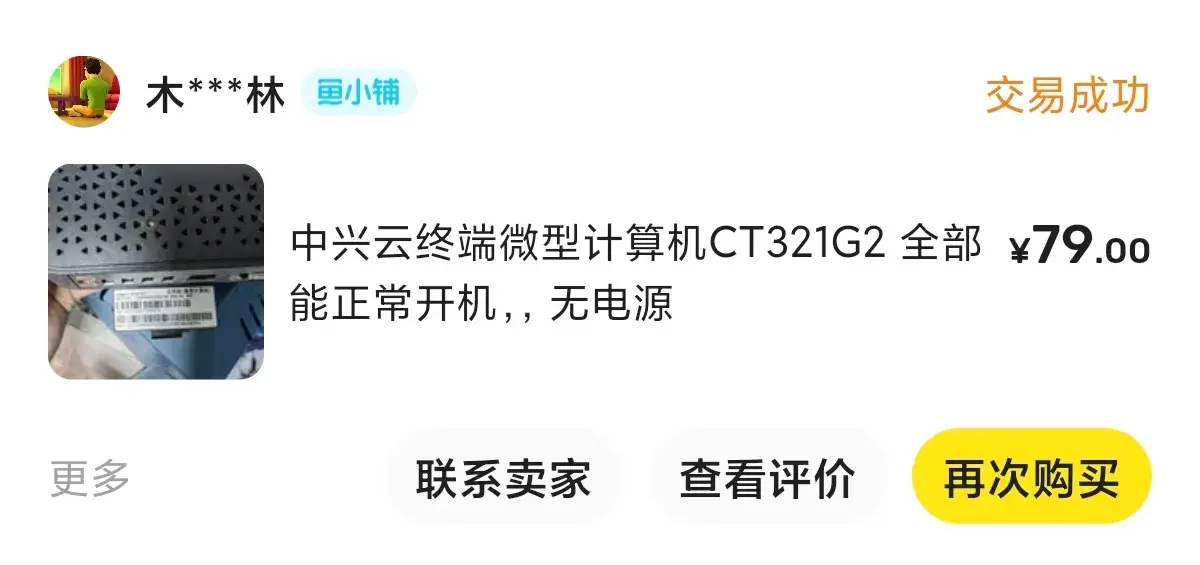 木***林 鱼小铺 交易成功
中兴云终端微型计算机CT321G2 全部 ¥79.00
能正常开机,, 无电源
更多 联系卖家 查看评价 再次购买